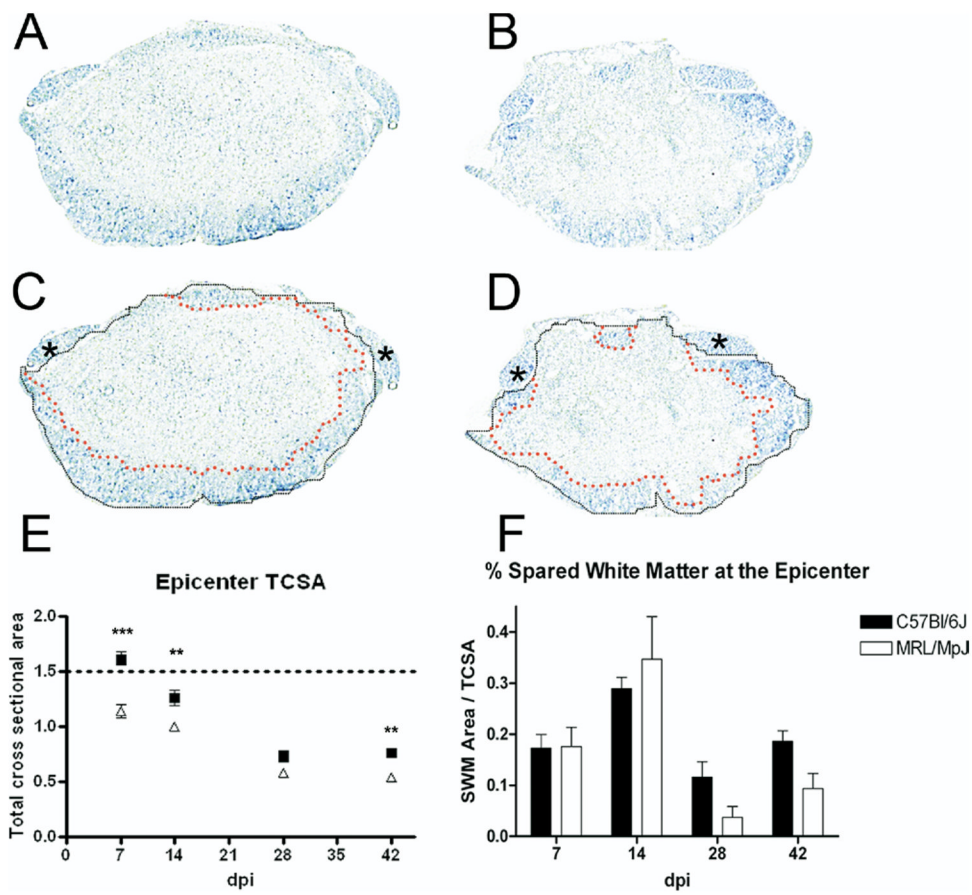 A
B
C
D
* *
* *
E
F
Epicenter TCSA
Total cross sectional area
2.0
1.5
1.0
0.5
0.0
***
**
**
0 7 14 21 28 35 42
dpi
% Spared White Matter at the Epicenter
SWM Area / TCSA
0.4
0.3
0.2
0.1
0.0
7 14 28 42
dpi
C57Bl/6J
MRL/MpJ